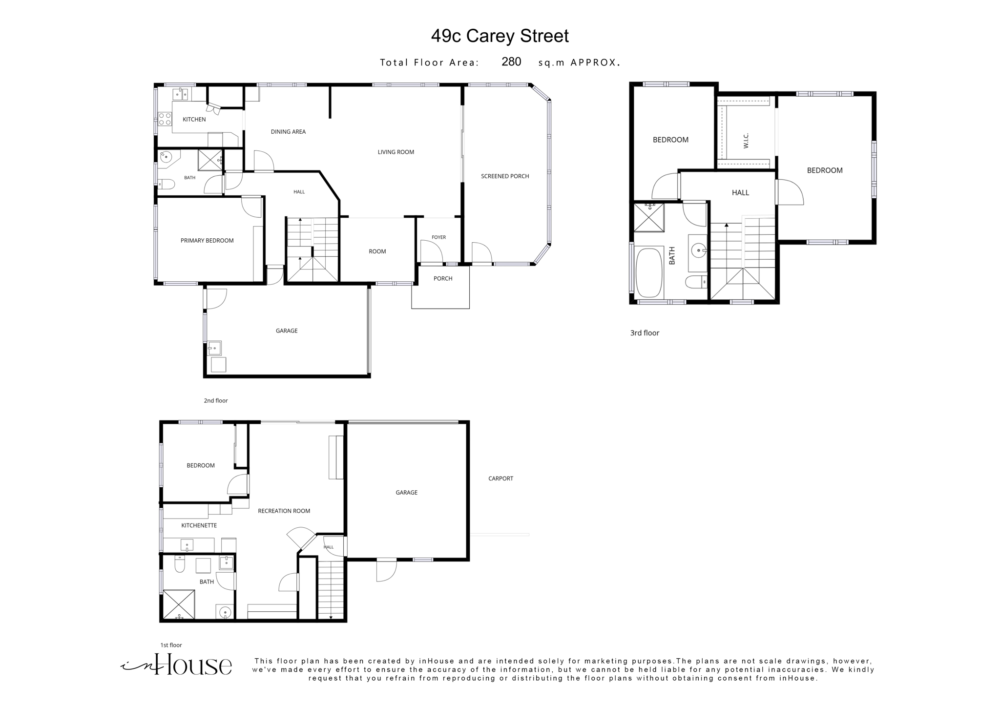 49c Carey Street
Total Floor Area: 280 sq.m APPROX.
KITCHEN
DINING AREA
LIVING ROOM
SCREENED PORCH
BATH
HALL
PRIMARY BEDROOM
ROOM
FOYER
PORCH
GARAGE
2nd floor
BEDROOM
W.I.C.
BEDROOM
HALL
BATH
3rd floor
BEDROOM
RECREATION ROOM
KITCHENETTE
GARAGE
CARPORT
HALL
BATH
1st floor
inHouse
This floor plan has been created by inHouse and are intended solely for marketing purposes.The plans are not scale drawings, however,
we've made every effort to ensure the accuracy of the information, but we cannot be held liable for any potential inaccuracies. We kindly
request that you refrain from reproducing or distributing the floor plans without obtaining consent from inHouse.